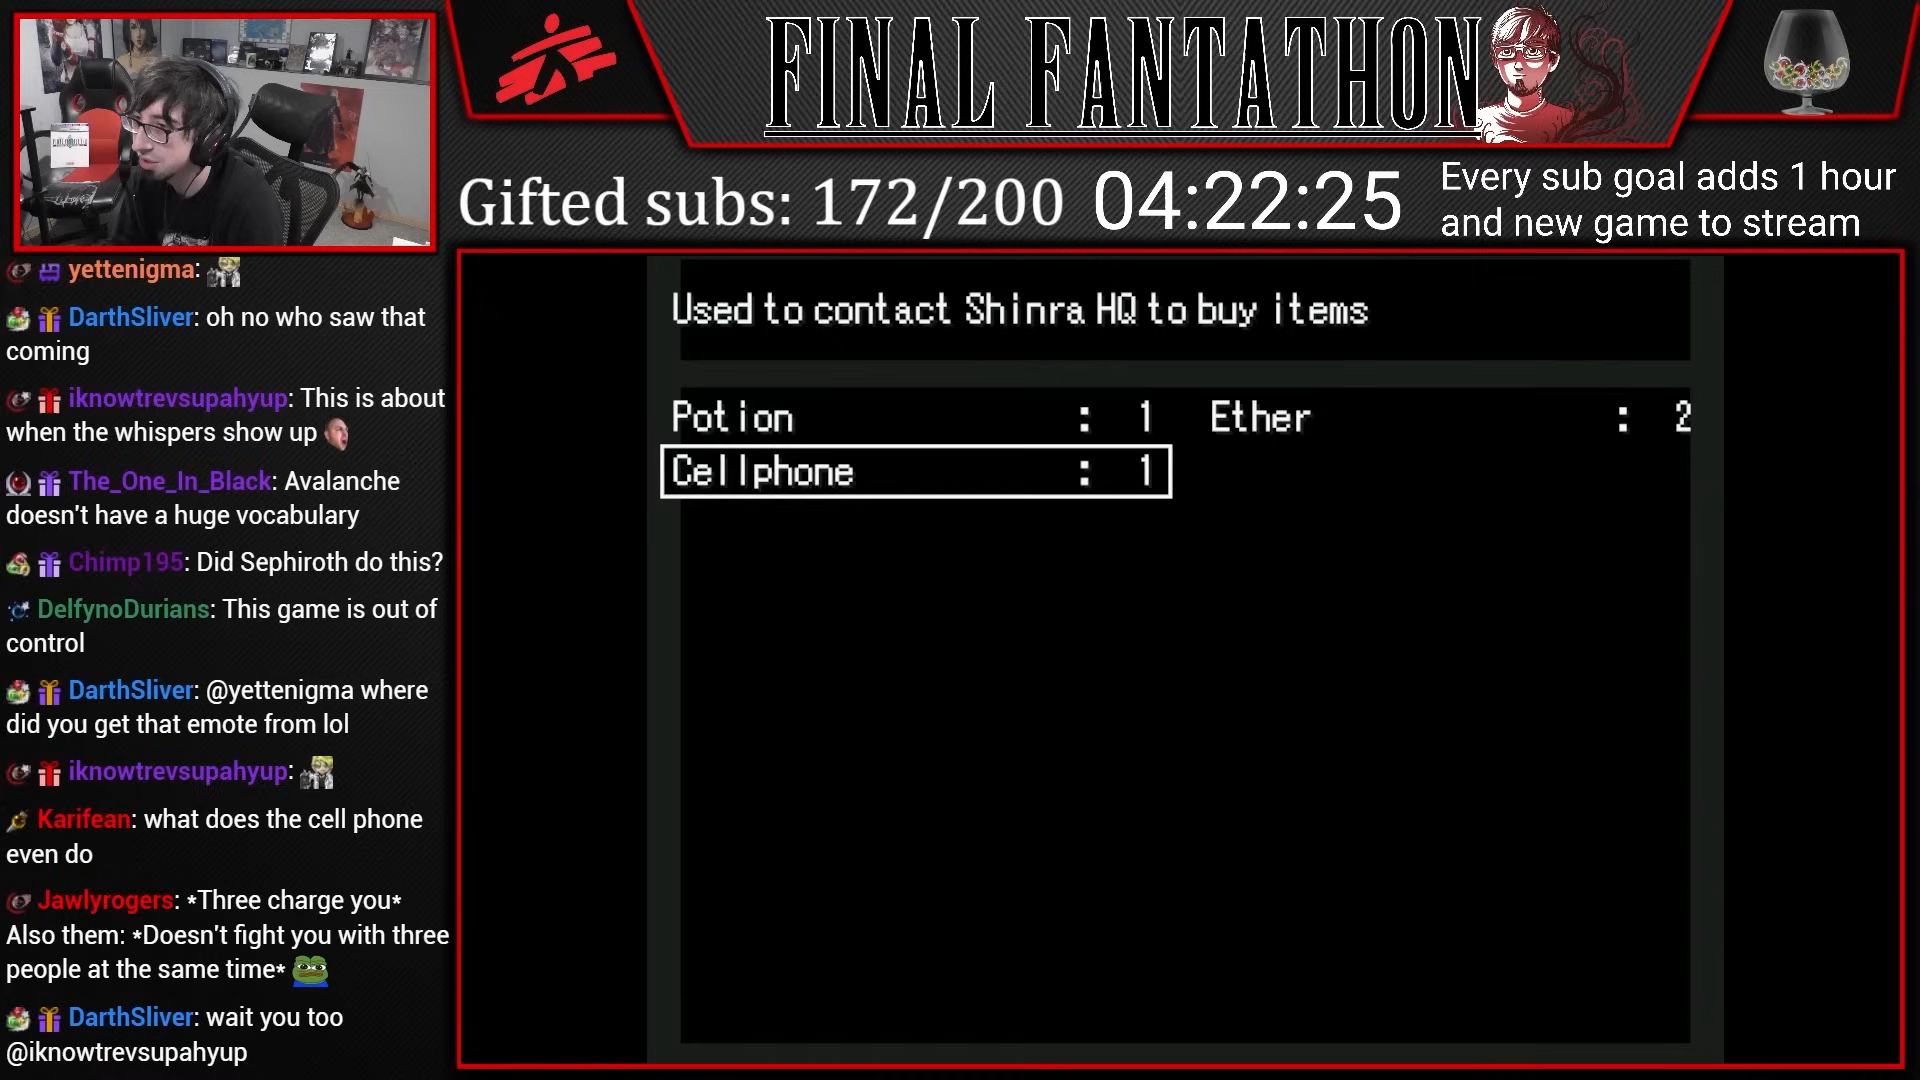 FINAL FANTATHON
Gifted subs: 172/200
04:22:25
Every sub goal adds 1 hour
and new game to stream
yettenigma:
DarthSliver: oh no who saw that
coming
iknowtrevsupahyup: This is about
when the whispers show up
The_One_In_Black: Avalanche
doesn't have a huge vocabulary
Chimp195: Did Sephiroth do this?
DelfynoDurians: This game is out of
control
DarthSliver: @yettenigma where
did you get that emote from lol
iknowtrevsupahyup:
Karifean: what does the cell phone
even do
Jawlyrogers: *Three charge you*
Also them: *Doesn't fight you with three
people at the same time*
DarthSliver: wait you too
@iknowtrevsupahyup
Used to contact Shinra HQ to buy items
Potion : 1 Ether : 2
Cellphone : 1